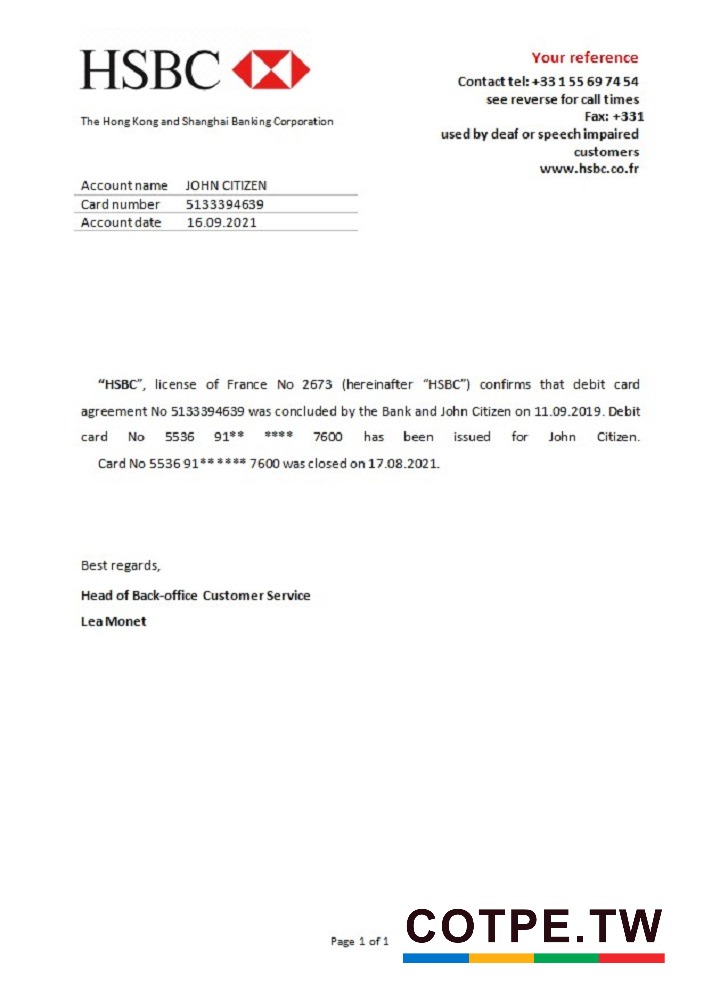 HSBC
The Hong Kong and Shanghai Banking Corporation
Your reference
Contact tel: +33 1 55 69 74 54
see reverse for call times
Fax: +331
used by deaf or speech impaired
customers
www.hsbc.co.fr
Account name JOHN CITIZEN
Card number 5133394639
Account date 16.09.2021
“HSBC”, license of France No 2673 (hereinafter “HSBC”) confirms that debit card
agreement No 5133394639 was concluded by the Bank and John Citizen on 11.09.2019. Debit
card No 5536 91** **** 7600 has been issued for John Citizen.
Card No 5536 91** **** 7600 was closed on 17.08.2021.
Best regards,
Head of Back-office Customer Service
Lea Monet
Page 1 of 1
COTPE.TW